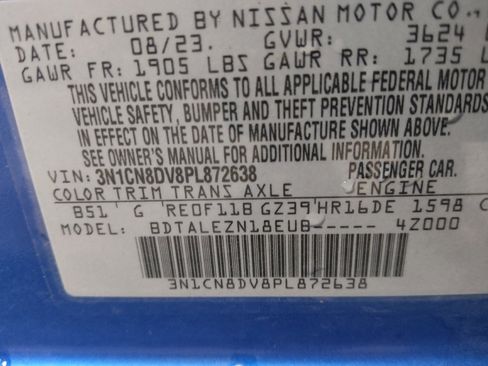 MANUFACTURED BY NISSAN MOTOR CO.,
DATE: 08/23. GVWR: 3624
GAWR FR: 1905 LBS GAWR RR: 1735
THIS VEHICLE CONFORMS TO ALL APPLICABLE FEDERAL MOTOR
VEHICLE SAFETY, BUMPER AND THEFT PREVENTION STANDARDS
IN EFFECT ON THE DATE OF MANUFACTURE SHOWN ABOVE.
SEE OWNER'S MANUAL FOR ADDITIONAL INFORMATION.
VIN: 3N1CN8DV8PL872638 PASSENGER CAR.
COLOR TRIM TRANS AXLE ENGINE
B51 G RE0F11B GZ39 HR16DE 1598 C
MODEL: BDTALEZN18EUB----- 4Z000
3N1CN8DV8PL872638